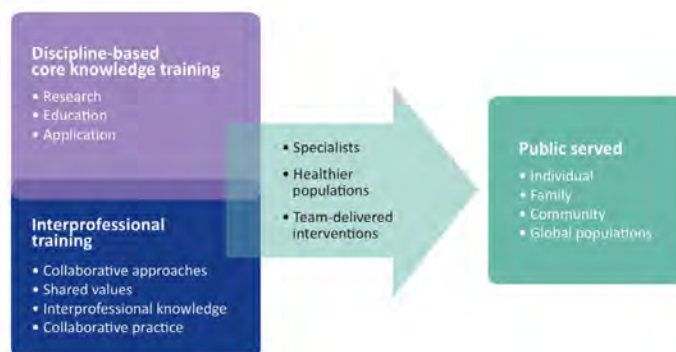 Discipline-based
core knowledge training
• Research
• Education
• Application
Interprofessional
training
• Collaborative approaches
• Shared values
• Interprofessional knowledge
• Collaborative practice
• Specialists
• Healthier
populations
• Team-delivered
interventions
Public served
• Individual
• Family
• Community
• Global populations